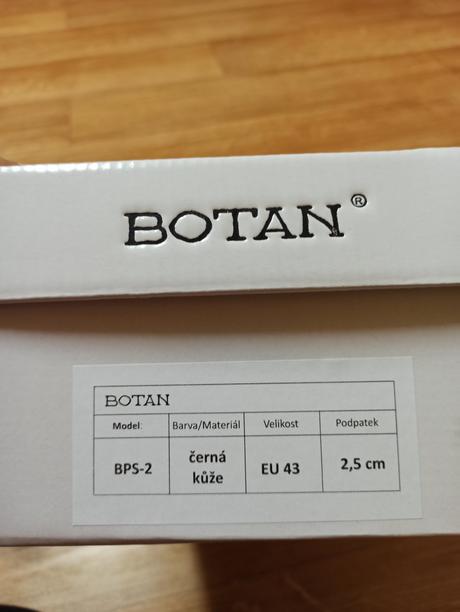 BOTAN®
BOTAN
Model: Barva/Materiál Velikost Podpatek
BPS-2 černá kůže EU 43 2,5 cm